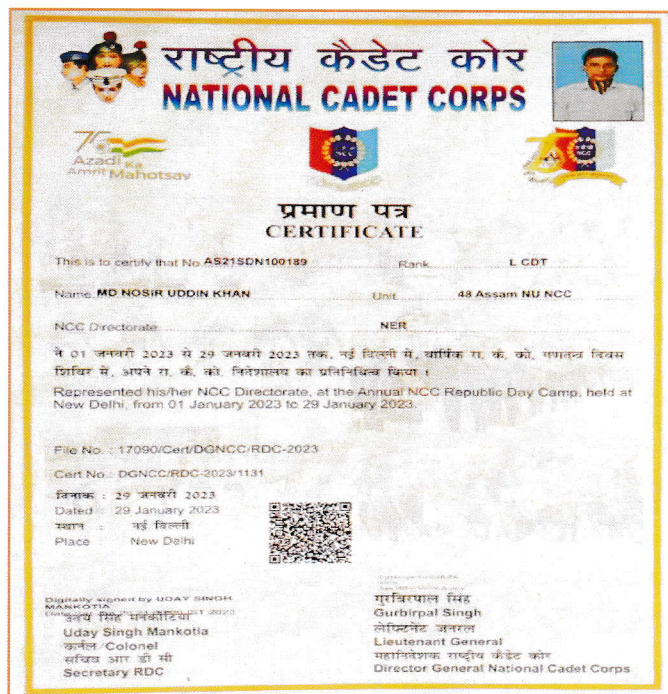 राष्ट्रीय कैडेट कोर
NATIONAL CADET CORPS
75
Azadi Ka
Amrit Mahotsav
NCC
NCC
प्रमाण पत्र
CERTIFICATE
This is to certify that No. AS21SDN100189 Rank L CDT
Name. MD NOSIR UDDIN KHAN Unit 48 Assam NU NCC
NCC Directorate NER
ने 01 जनवरी 2023 से 29 जनवरी 2023 तक, नई दिल्ली में, वार्षिक रा. कै. को. गणतन्त्र दिवस
शिविर में, अपने रा. कै. को. निदेशालय का प्रतिनिधित्व किया ।
Represented his/her NCC Directorate, at the Annual NCC Republic Day Camp, held at
New Delhi, from 01 January 2023 to 29 January 2023.
File No. : 17090/Cert/DGNCC/RDC-2023
Cert No : DGNCC/RDC-2023/1131
दिनांक : 29 जनवरी 2023
Dated : 29 January 2023
स्थान : नई दिल्ली
Place New Delhi
Digitally signed by UDAY SINGH
MANKOTIA
उदय सिंह मनकोटिया
Uday Singh Mankotia
कर्नल/Colonel
सचिव आर डी सी
Secretary RDC
गुरबिरपाल सिंह
Gurbirpal Singh
लेफ्टिनेंट जनरल
Lieutenant General
महानिदेशक राष्ट्रीय कैडेट कोर
Director General National Cadet Corps